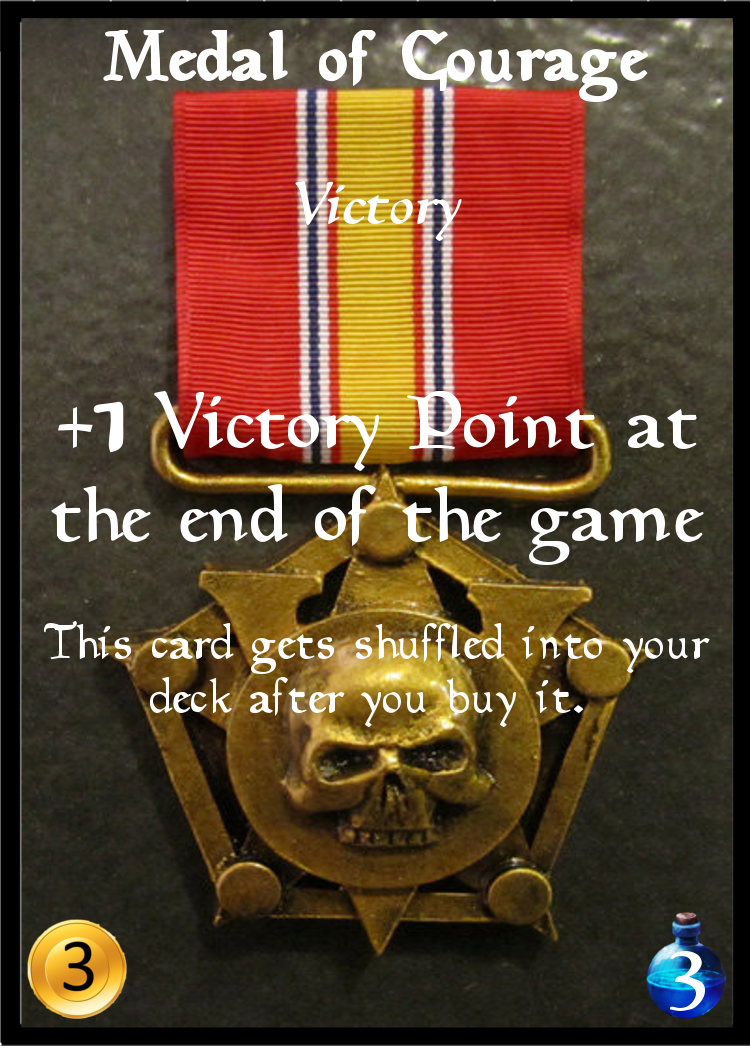 Medal of Courage
Victory
+1 Victory Point at
the end of the game
This card gets shuffled into your
deck after you buy it.
3
3